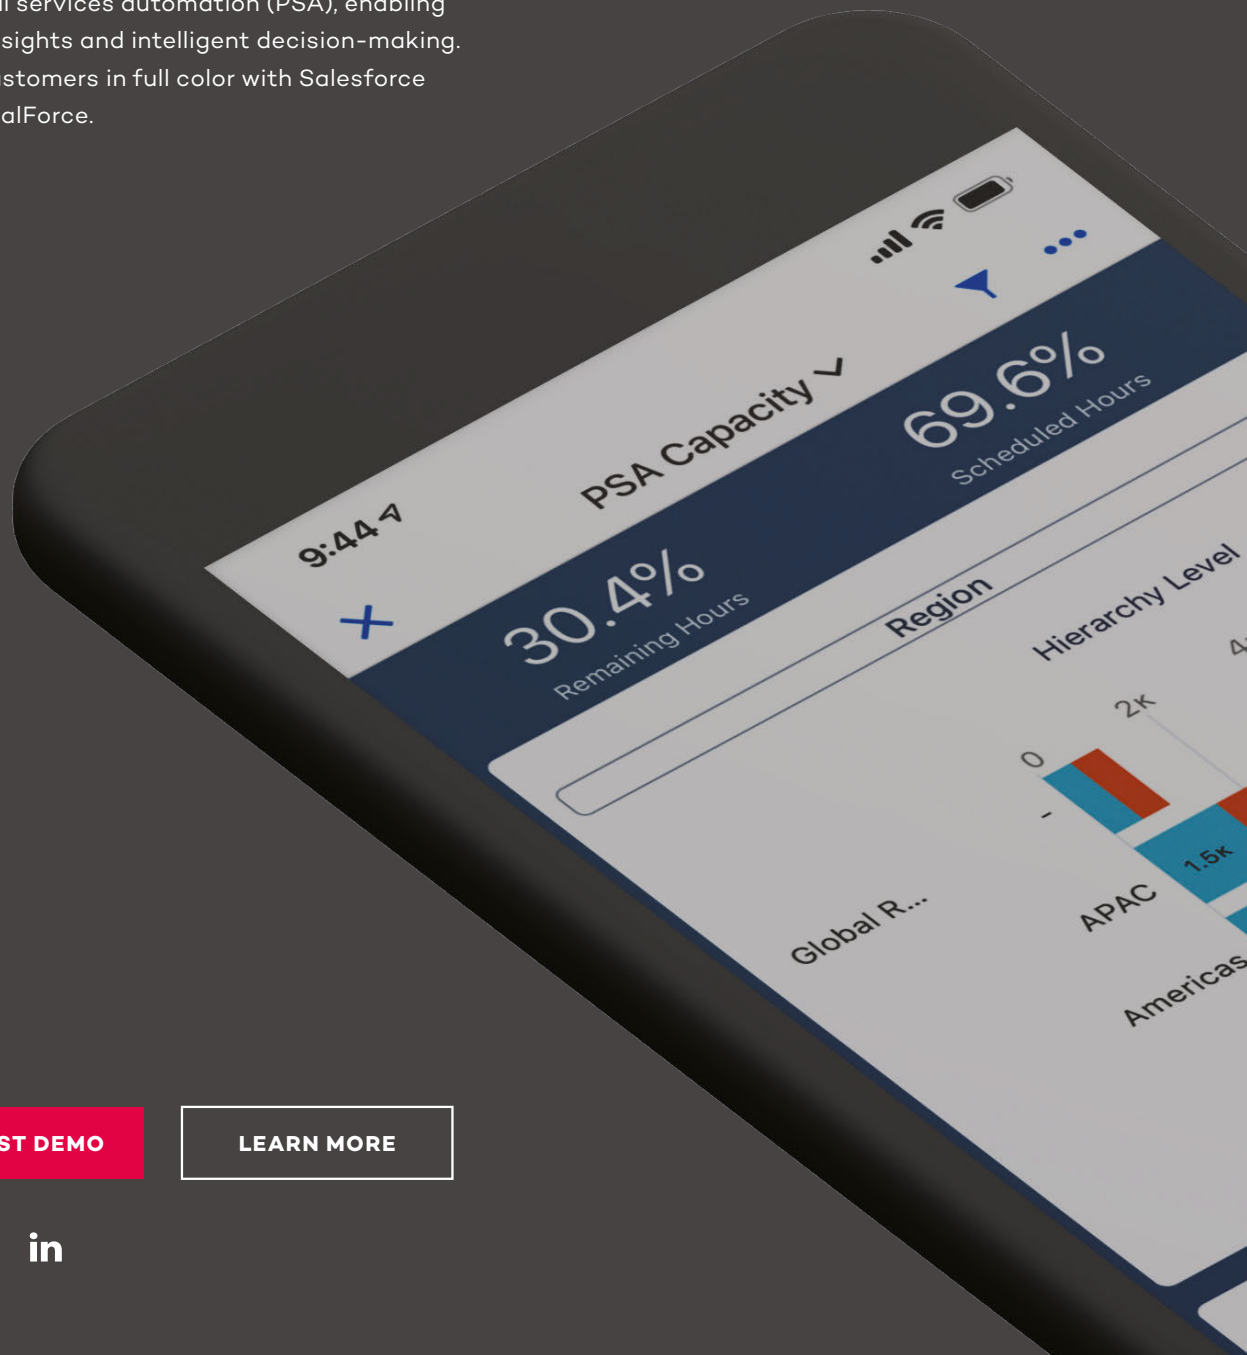 l services automation (PSA), enabling
sights and intelligent decision-making.
stomers in full color with Salesforce
alForce.
9:44
PSA Capacity
30.4%
Remaining Hours
69.6%
Scheduled Hours
Region
Hierarchy Level
0
2K
4
-
1.5K
Global R...
APAC
Americas
ST DEMO
LEARN MORE
in